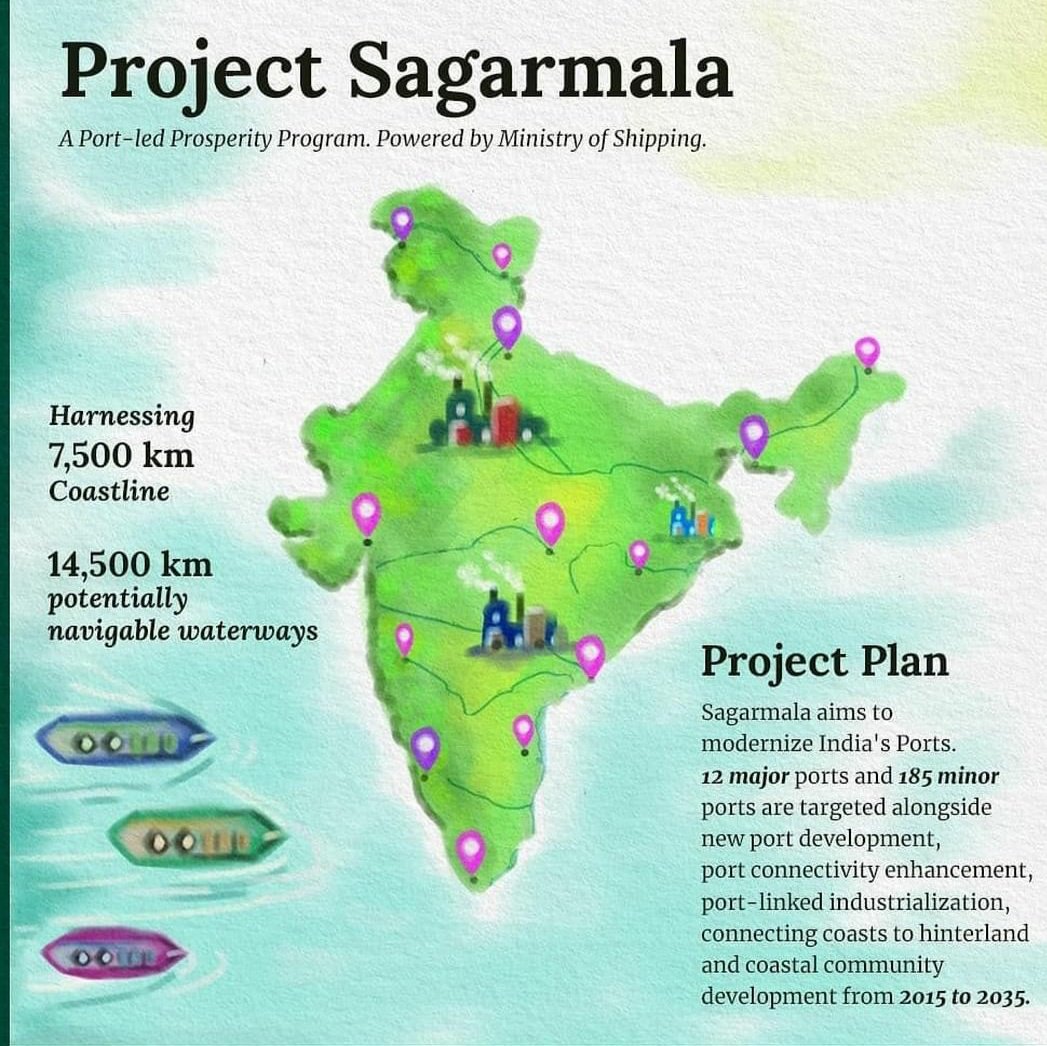 Project Sagarmala
A Port-led Prosperity Program. Powered by Ministry of Shipping.
Harnessing
7,500 km
Coastline
14,500 km
potentially
navigable waterways
Project Plan
Sagarmala aims to
modernize India's Ports.
12 major ports and 185 minor
ports are targeted alongside
new port development,
port connectivity enhancement,
port-linked industrialization,
connecting coasts to hinterland
and coastal community
development from 2015 to 2035.